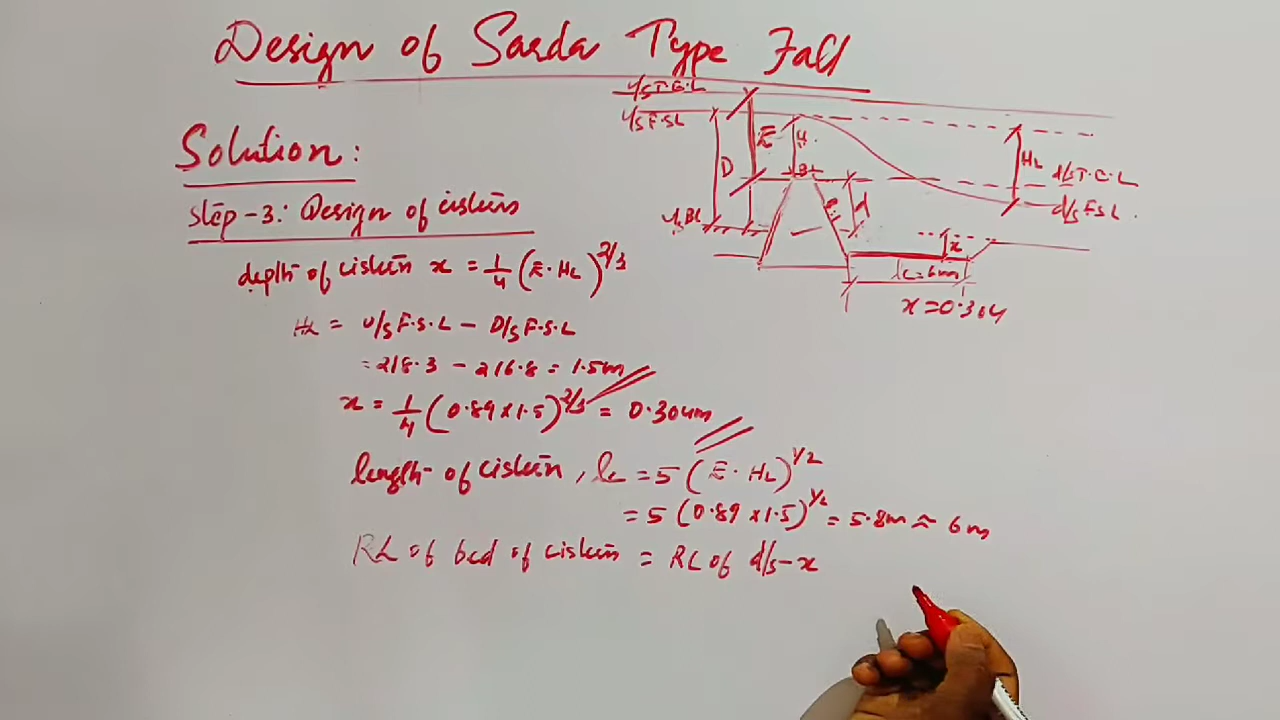 Design of Sarda Type Fall
U/S T.E.L
U/S F.S.L
E
H
D
B
HL
d/s T.E.L
d/s F.S.L.
U/S BL
d
x
Lc=6m
x=0.304
Solution:
Step-3: Design of cistern
depth of cistern x = 1/4 (E·HL)^2/3
HL = U/S F.S.L - D/S F.S.L
=218.3 - 216.8 = 1.5m
x = 1/4 (0.89x1.5)^2/3 = 0.304m
length of cistern, Lc = 5 (E·HL)^1/2
= 5 (0.89 x1.5)^1/2 = 5.8m ≈ 6m
RL of bed of cistern = RL of d/s-x